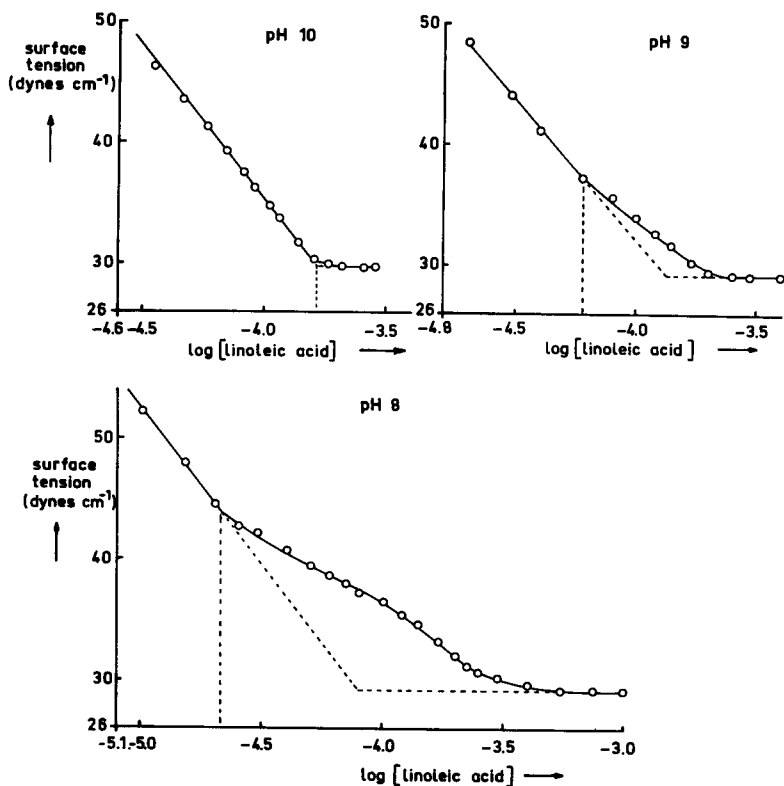 pH 10
surface
tension
(dynes cm⁻¹)
50
40
30
26
-4.6 -4.5 -4.0 -3.5
log [linoleic acid]
pH 9
50
40
30
26
-4.8 -4.5 -4.0 -3.5
log [linoleic acid]
pH 8
surface
tension
(dynes cm⁻¹)
50
40
30
26
-5.1 -5.0 -4.5 -4.0 -3.5 -3.0
log [linoleic acid]